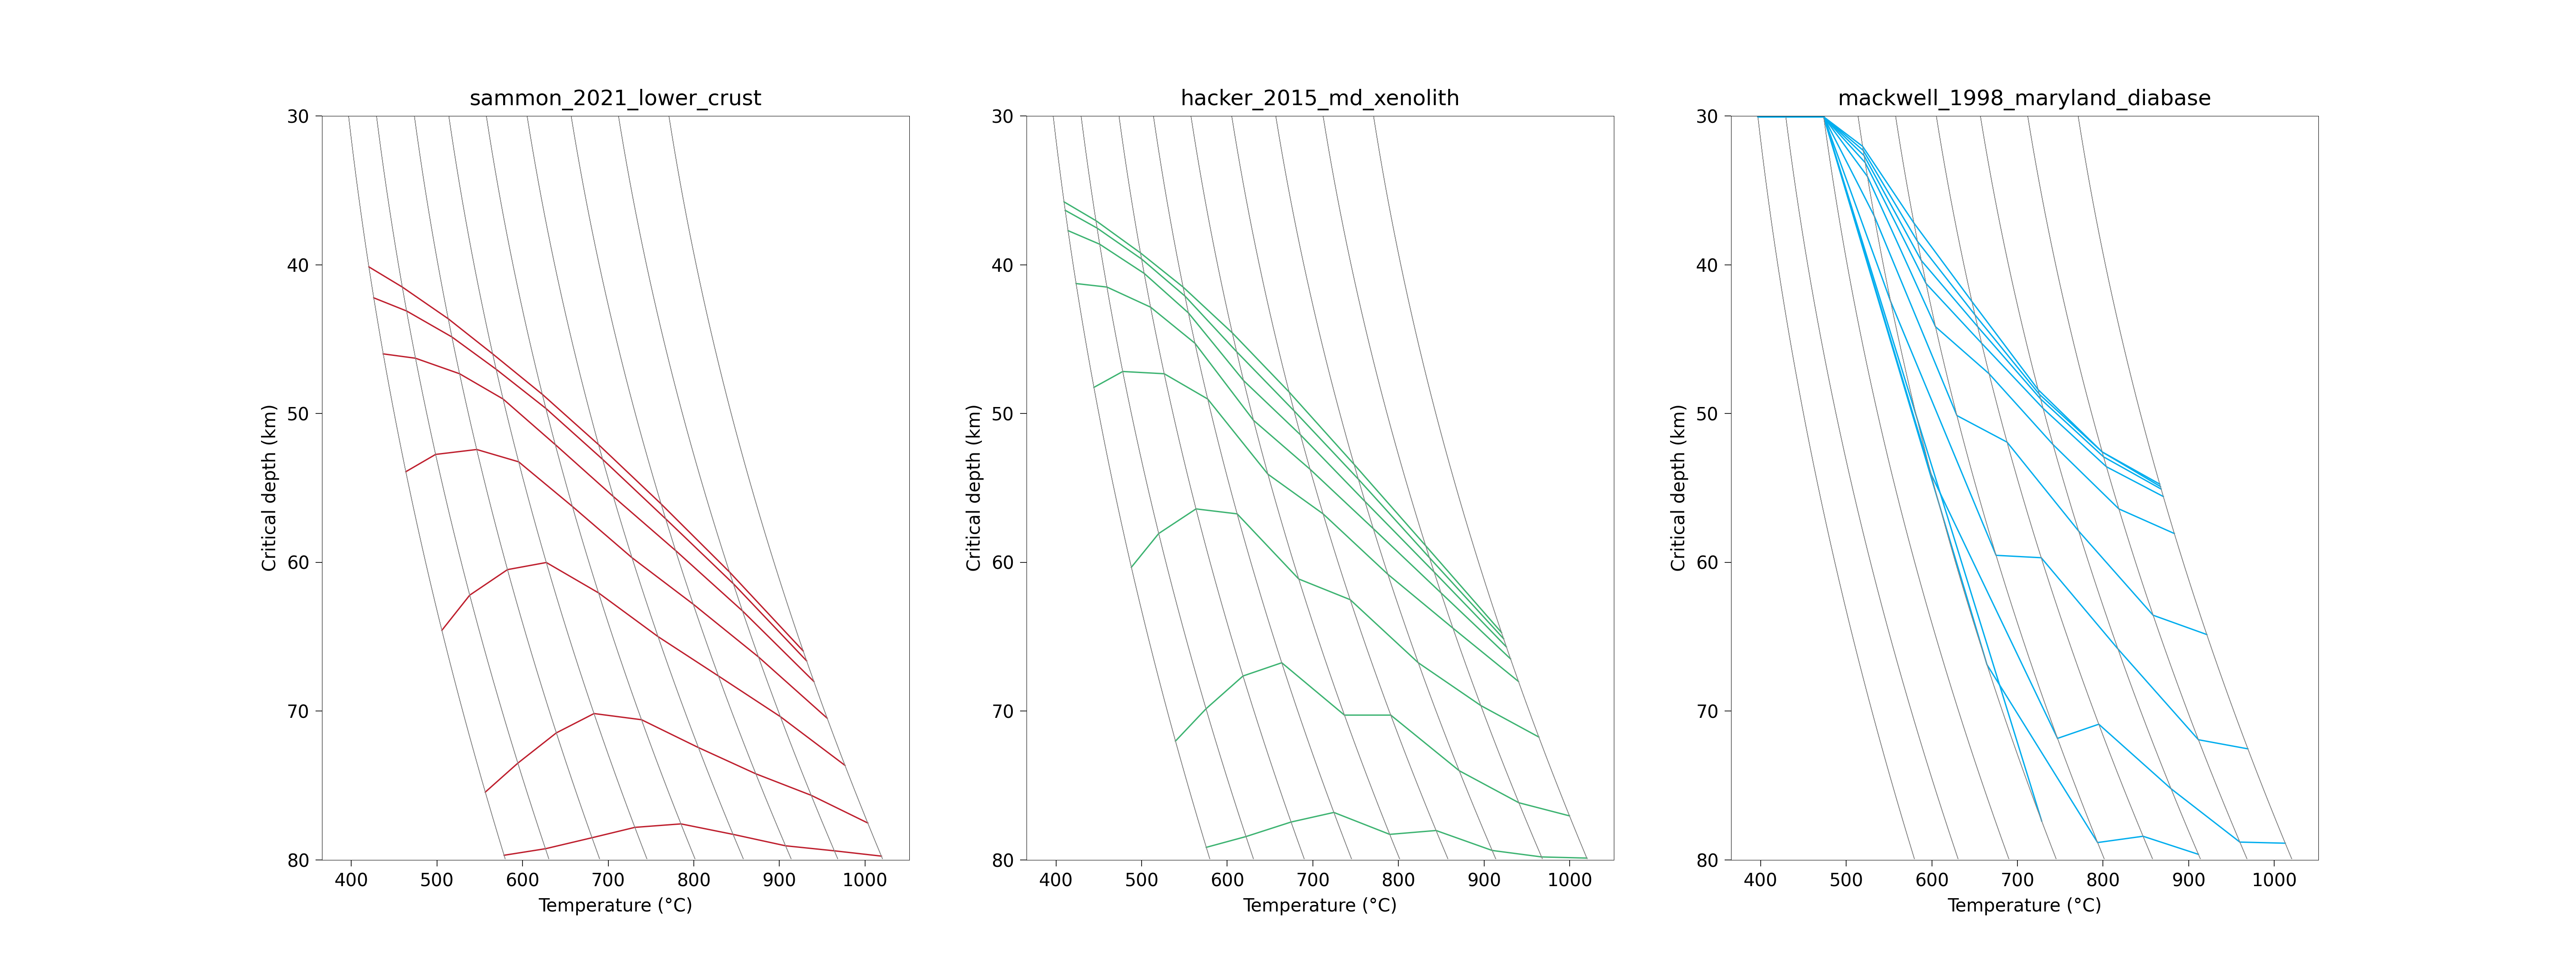 sammon_2021_lower_crust
30
40
50
60
70
80
Critical depth (km)
400 500 600 700 800 900 1000
Temperature (°C)
hacker_2015_md_xenolith
30
40
50
60
70
80
Critical depth (km)
400 500 600 700 800 900 1000
Temperature (°C)
mackwell_1998_maryland_diabase
30
40
50
60
70
80
Critical depth (km)
400 500 600 700 800 900 1000
Temperature (°C)